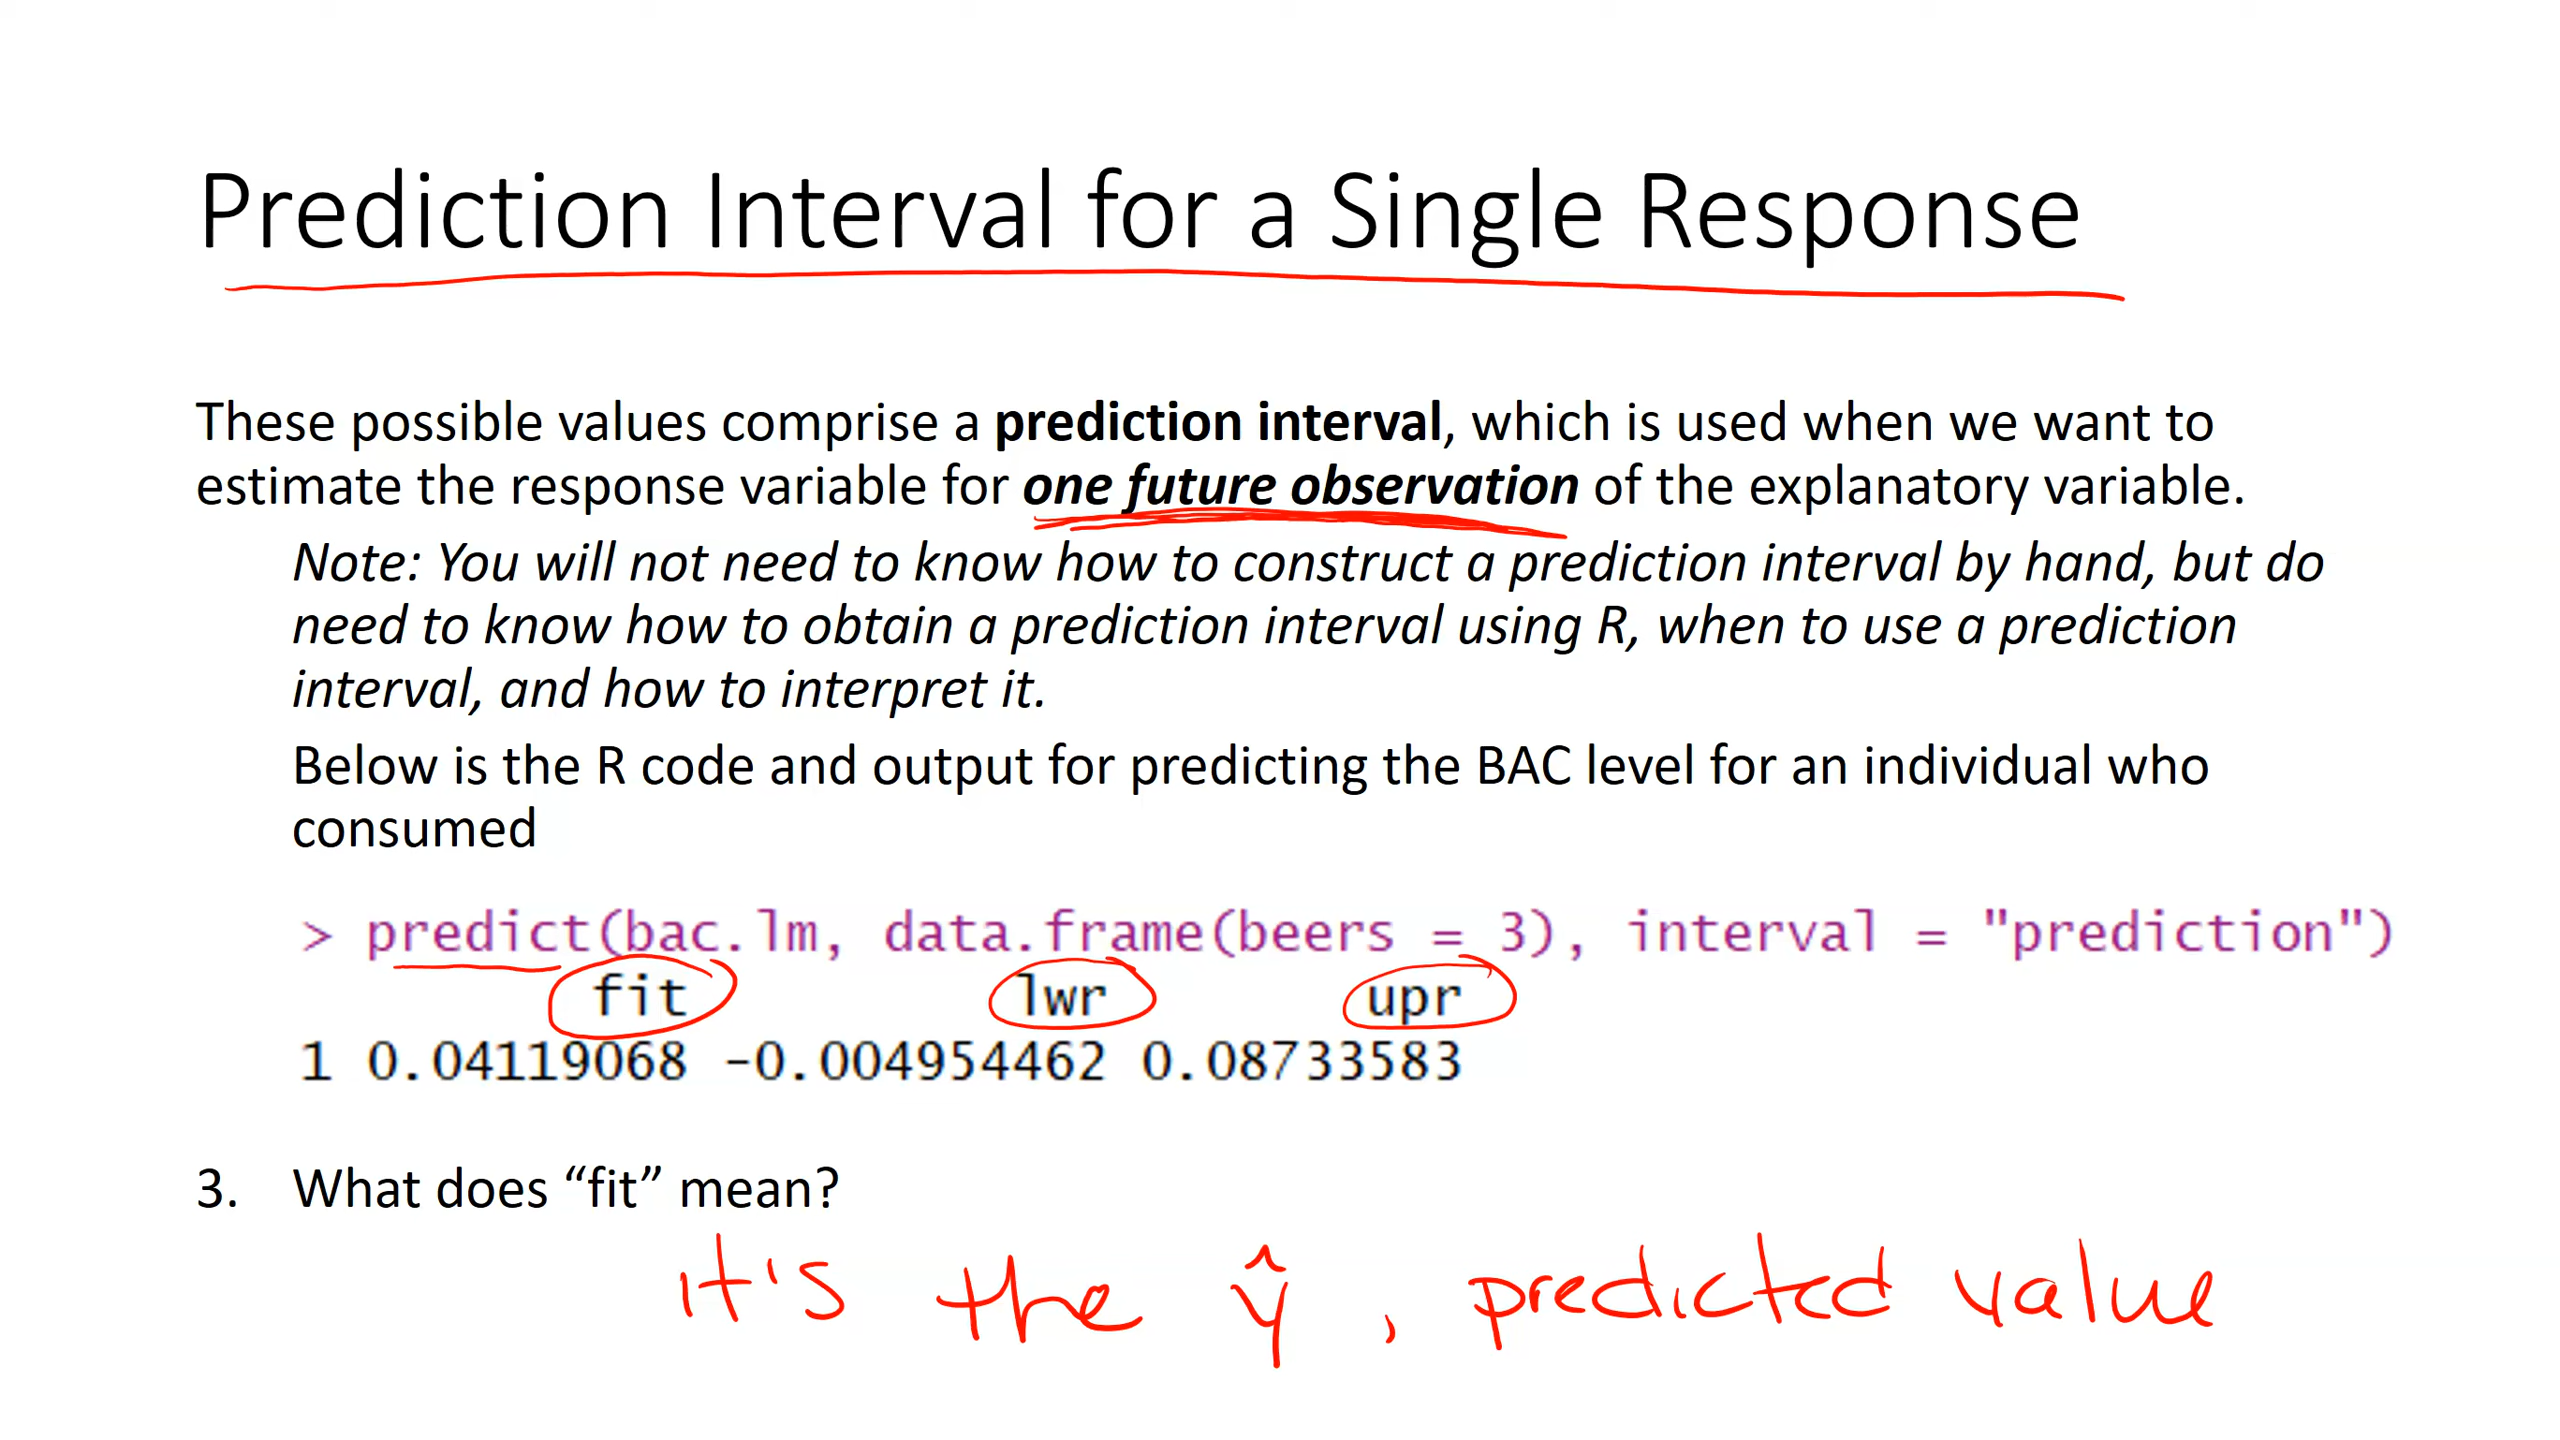 Prediction Interval for a Single Response
These possible values comprise a prediction interval, which is used when we want to
estimate the response variable for one future observation of the explanatory variable.
Note: You will not need to know how to construct a prediction interval by hand, but do
need to know how to obtain a prediction interval using R, when to use a prediction
interval, and how to interpret it.
Below is the R code and output for predicting the BAC level for an individual who
consumed
> predict(bac.lm, data.frame(beers = 3), interval = "prediction")
fit lwr upr
1 0.04119068 -0.004954462 0.08733583
3. What does “fit” mean?
it's the ŷ, predicted value